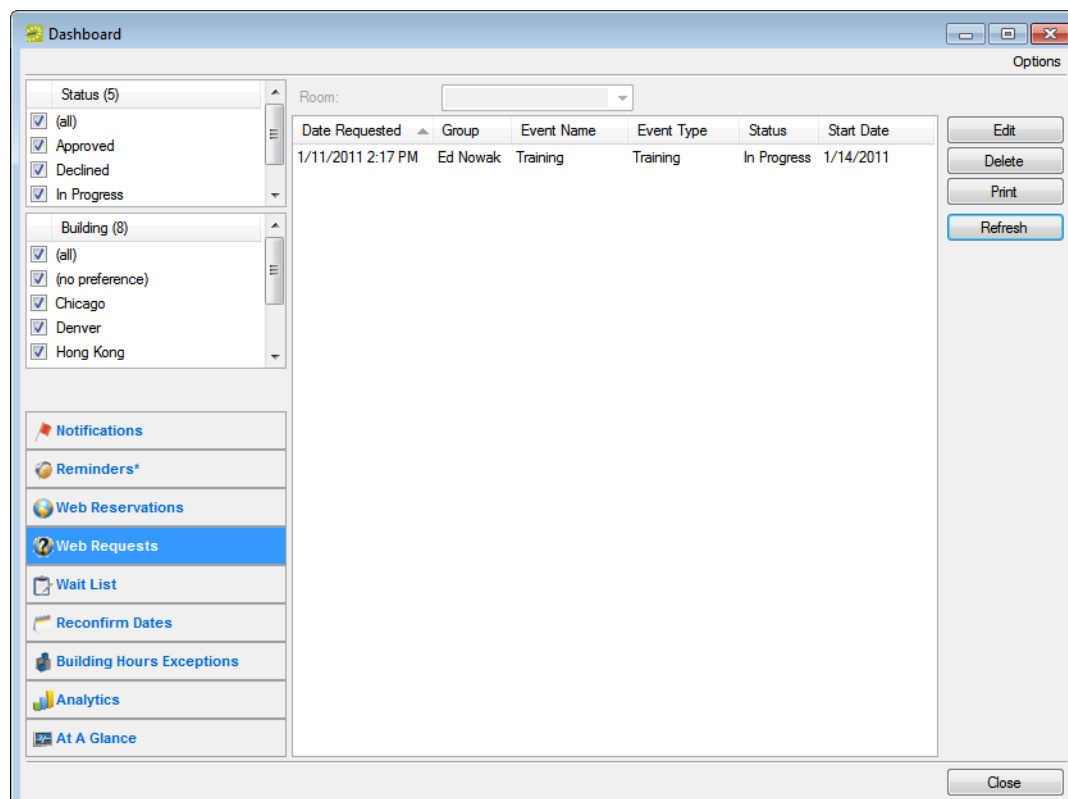 Dashboard
Options
Status (5)
(all)
Approved
Declined
In Progress
Building (8)
(all)
(no preference)
Chicago
Denver
Hong Kong
Notifications
Reminders*
Web Reservations
Web Requests
Wait List
Reconfirm Dates
Building Hours Exceptions
Analytics
At A Glance
Room:
Date Requested Group Event Name Event Type Status Start Date
1/11/2011 2:17 PM Ed Nowak Training Training In Progress 1/14/2011
Edit
Delete
Print
Refresh
Close